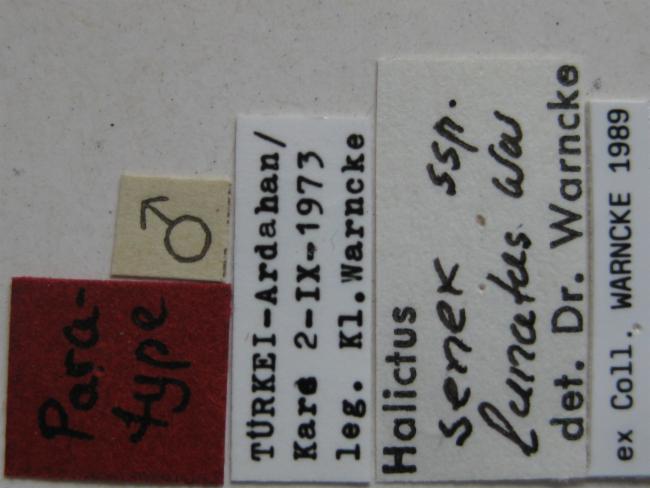 Para-
type
♂
TÜRKEI-Ardahan/
Kars 2-IX-1973
leg. Kl.Warncke
Halictus
senex ssp.
lunatus War
det. Dr. Warncke
ex Coll. WARNCKE 1989